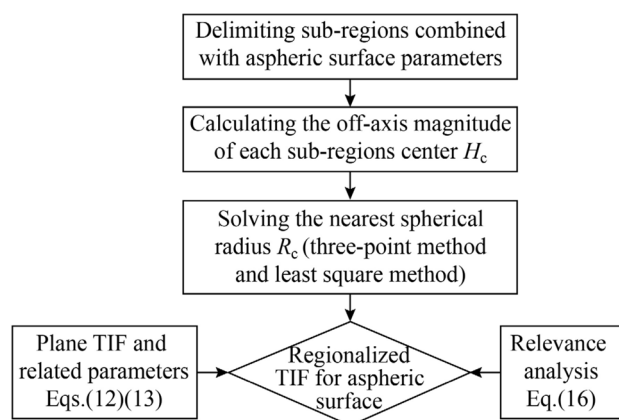 Delimiting sub-regions combined
with aspheric surface parameters
Calculating the off-axis magnitude
of each sub-regions center Hc
Solving the nearest spherical
radius Rc (three-point method
and least square method)
Plane TIF and
related parameters
Eqs.(12)(13)
Regionalized
TIF for aspheric
surface
Relevance
analysis
Eq.(16)